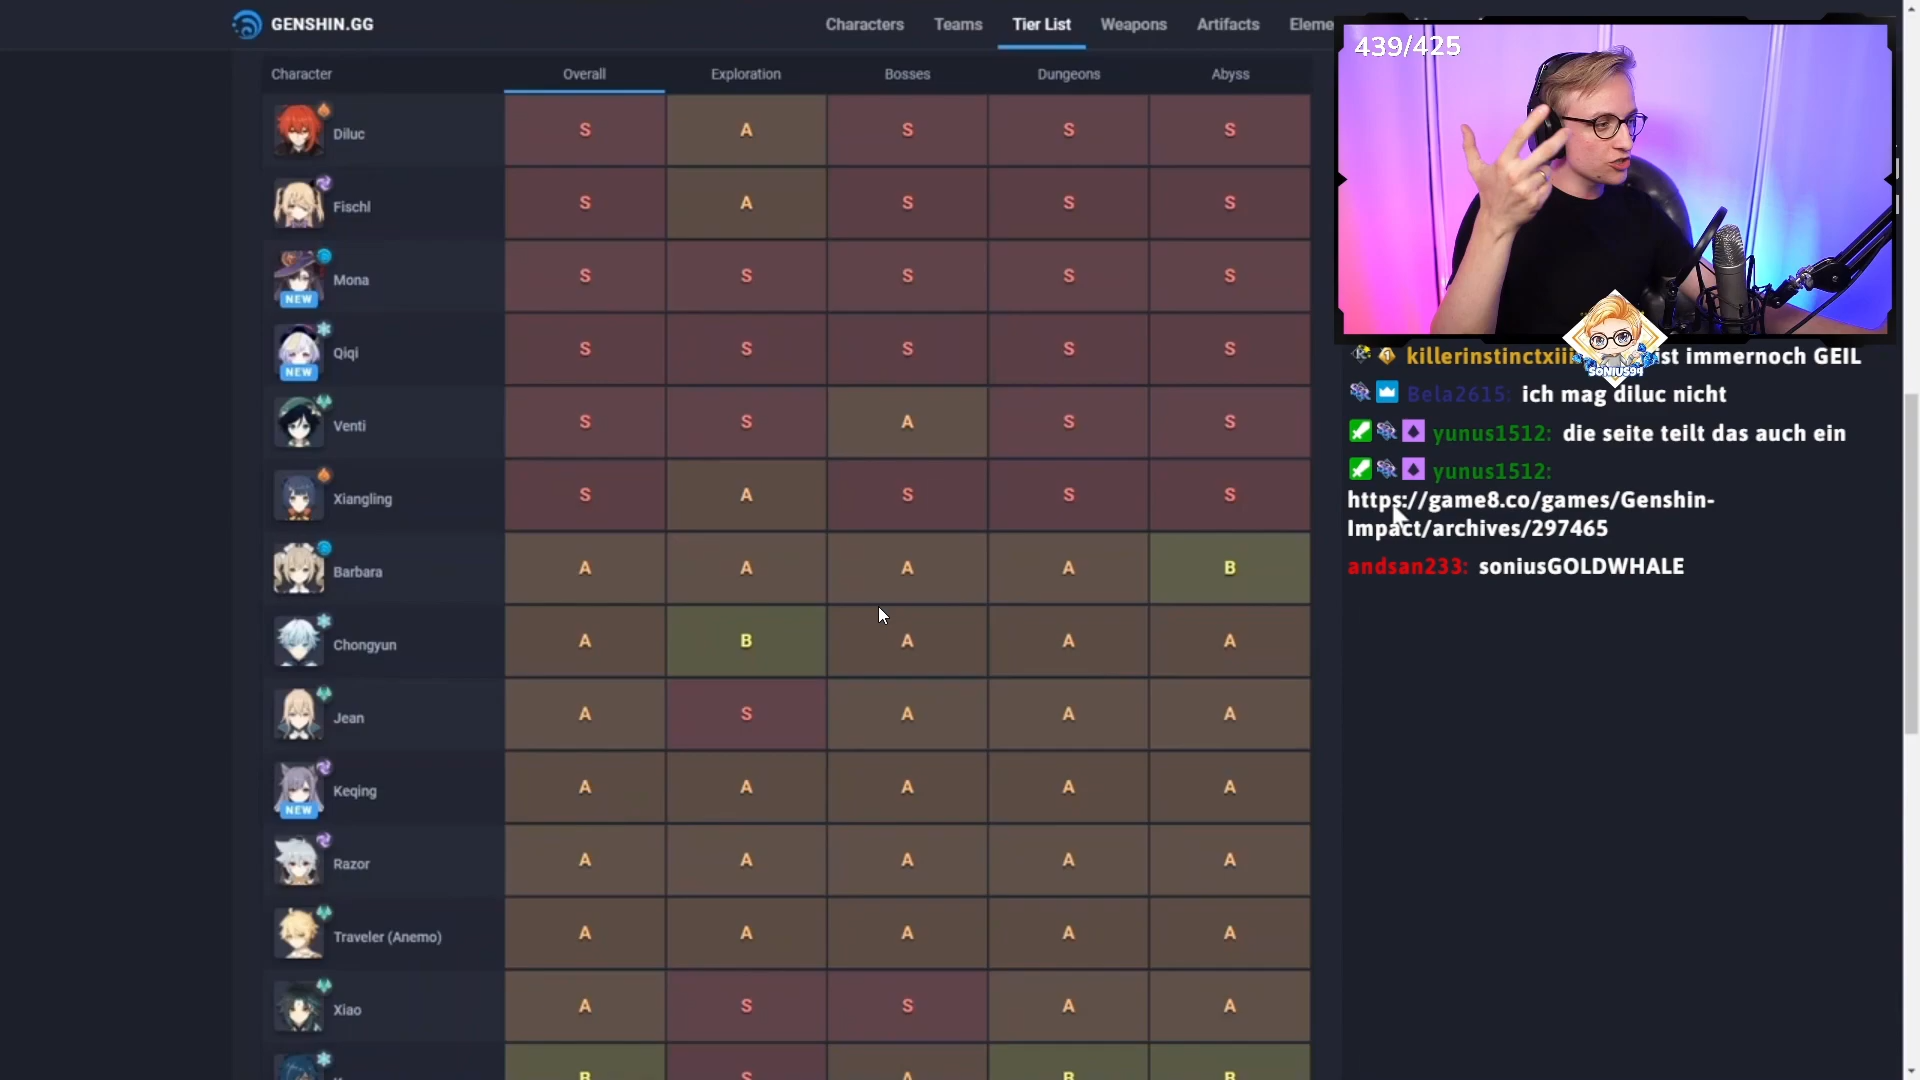 GENSHIN.GG
Characters Teams Tier List Weapons Artifacts Eleme
Character Overall Exploration Bosses Dungeons Abyss
Diluc S A S S S
Fischl S A S S S
Mona S S S S S
NEW
Qiqi S S S S S
NEW
Venti S S A S S
Xiangling S A S S S
Barbara A A A A B
Chongyun A B A A A
Jean A S A A A
Keqing A A A A A
NEW
Razor A A A A A
Traveler (Anemo) A A A A A
Xiao A S S A A
B S A B B
439/425
SoNiUS94
killerinstinctxiii ist immernoch GEIL
Bela2615: ich mag diluc nicht
yunus1512: die seite teilt das auch ein
yunus1512:
https://game8.co/games/Genshin-
Impact/archives/297465
andsan233: soniusGOLDWHALE